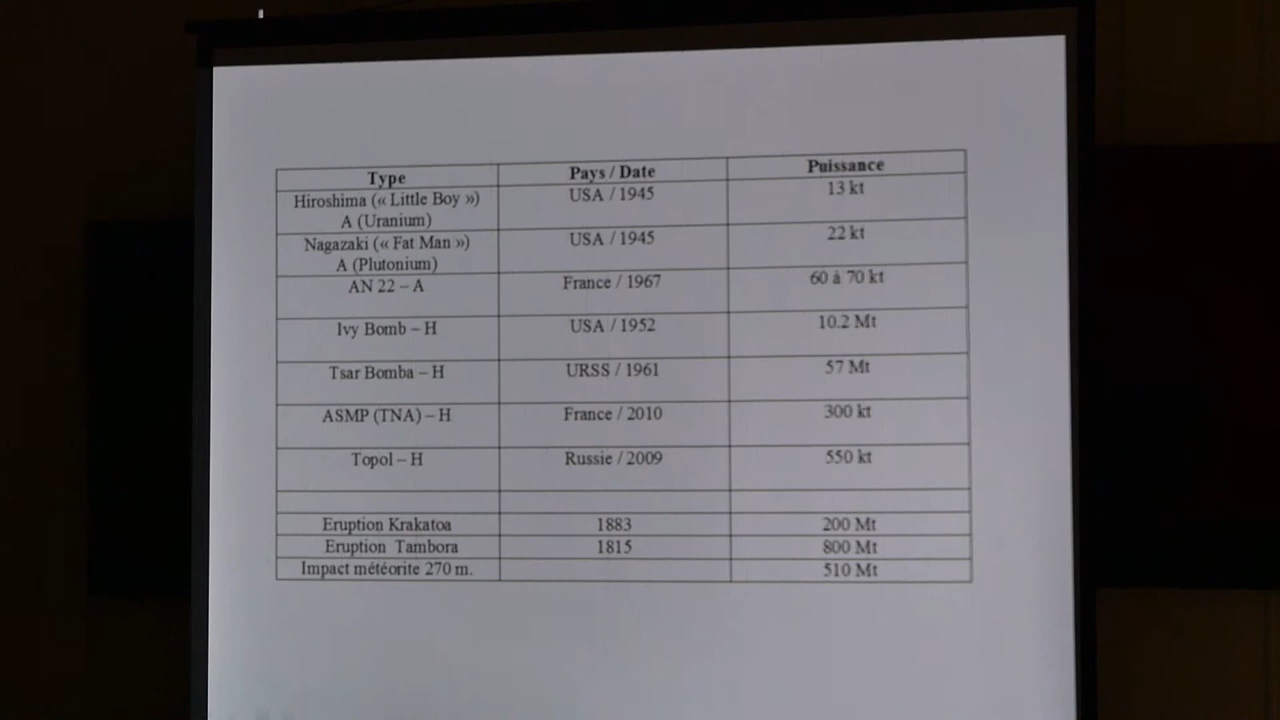 Type Pays / Date Puissance
Hiroshima (« Little Boy ») USA / 1945 13 kt
A (Uranium)
Nagazaki (« Fat Man ») USA / 1945 22 kt
A (Plutonium)
AN 22 – A France / 1967 60 à 70 kt
Ivy Bomb – H USA / 1952 10.2 Mt
Tsar Bomba – H URSS / 1961 57 Mt
ASMP (TNA) – H France / 2010 300 kt
Topol – H Russie / 2009 550 kt
Eruption Krakatoa 1883 200 Mt
Eruption Tambora 1815 800 Mt
Impact météorite 270 m. 510 Mt